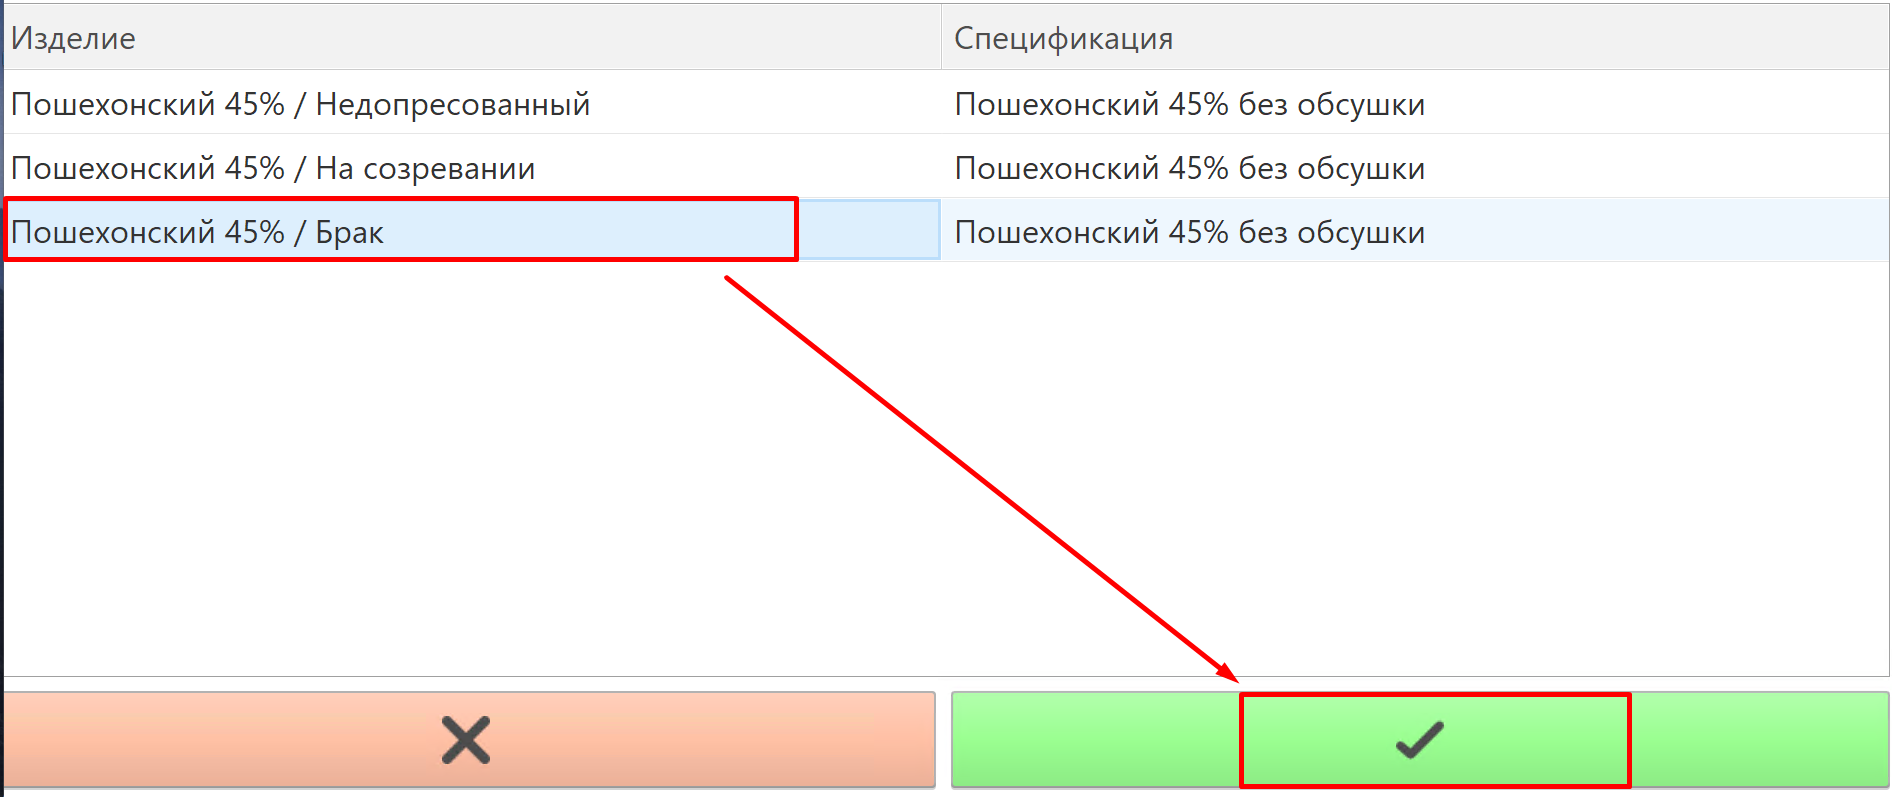 Изделие Спецификация
Пошехонский 45% / Недопресованный Пошехонский 45% без обсушки
Пошехонский 45% / На созревании Пошехонский 45% без обсушки
Пошехонский 45% / Брак Пошехонский 45% без обсушки